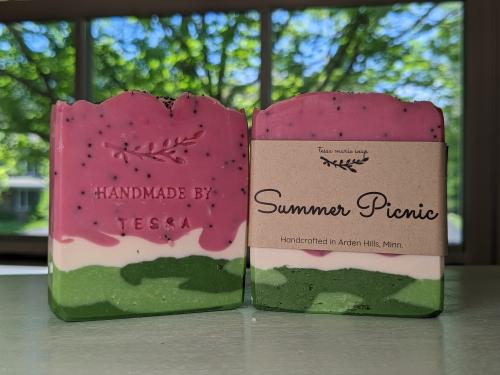 HANDMADE BY
TESSA
tessa marie soap
Summer Picnic
Handcrafted in Arden Hills, Minn.